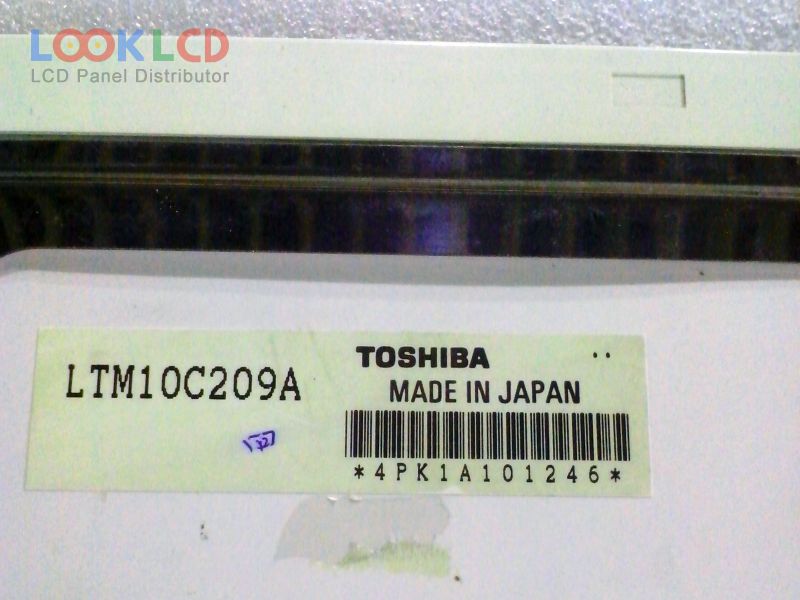 LOOKLCD
LCD Panel Distributor
LTM10C209A
TOSHIBA
MADE IN JAPAN
*4PK1A101246*